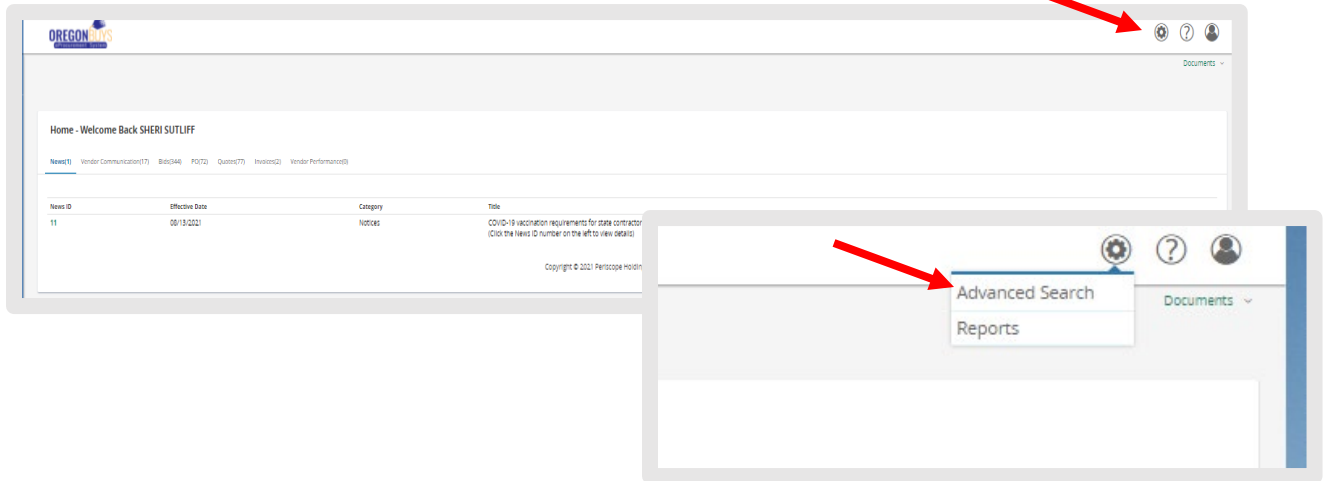 OREGONBUYS
eProcurement System
Documents
Home - Welcome Back SHERI SUTLIFF
News(1) Vendor Communication(17) Bids(344) PO(72) Quotes(77) Invoices(2) Vendor Performance(0)
News ID Effective Date Category Title
11 08/13/2021 Notices COVID-19 vaccination requirements for state contractor
(Click the News ID number on the left to view details)
Copyright © 2021 Periscope Holdin
?
Advanced Search
Documents
Reports